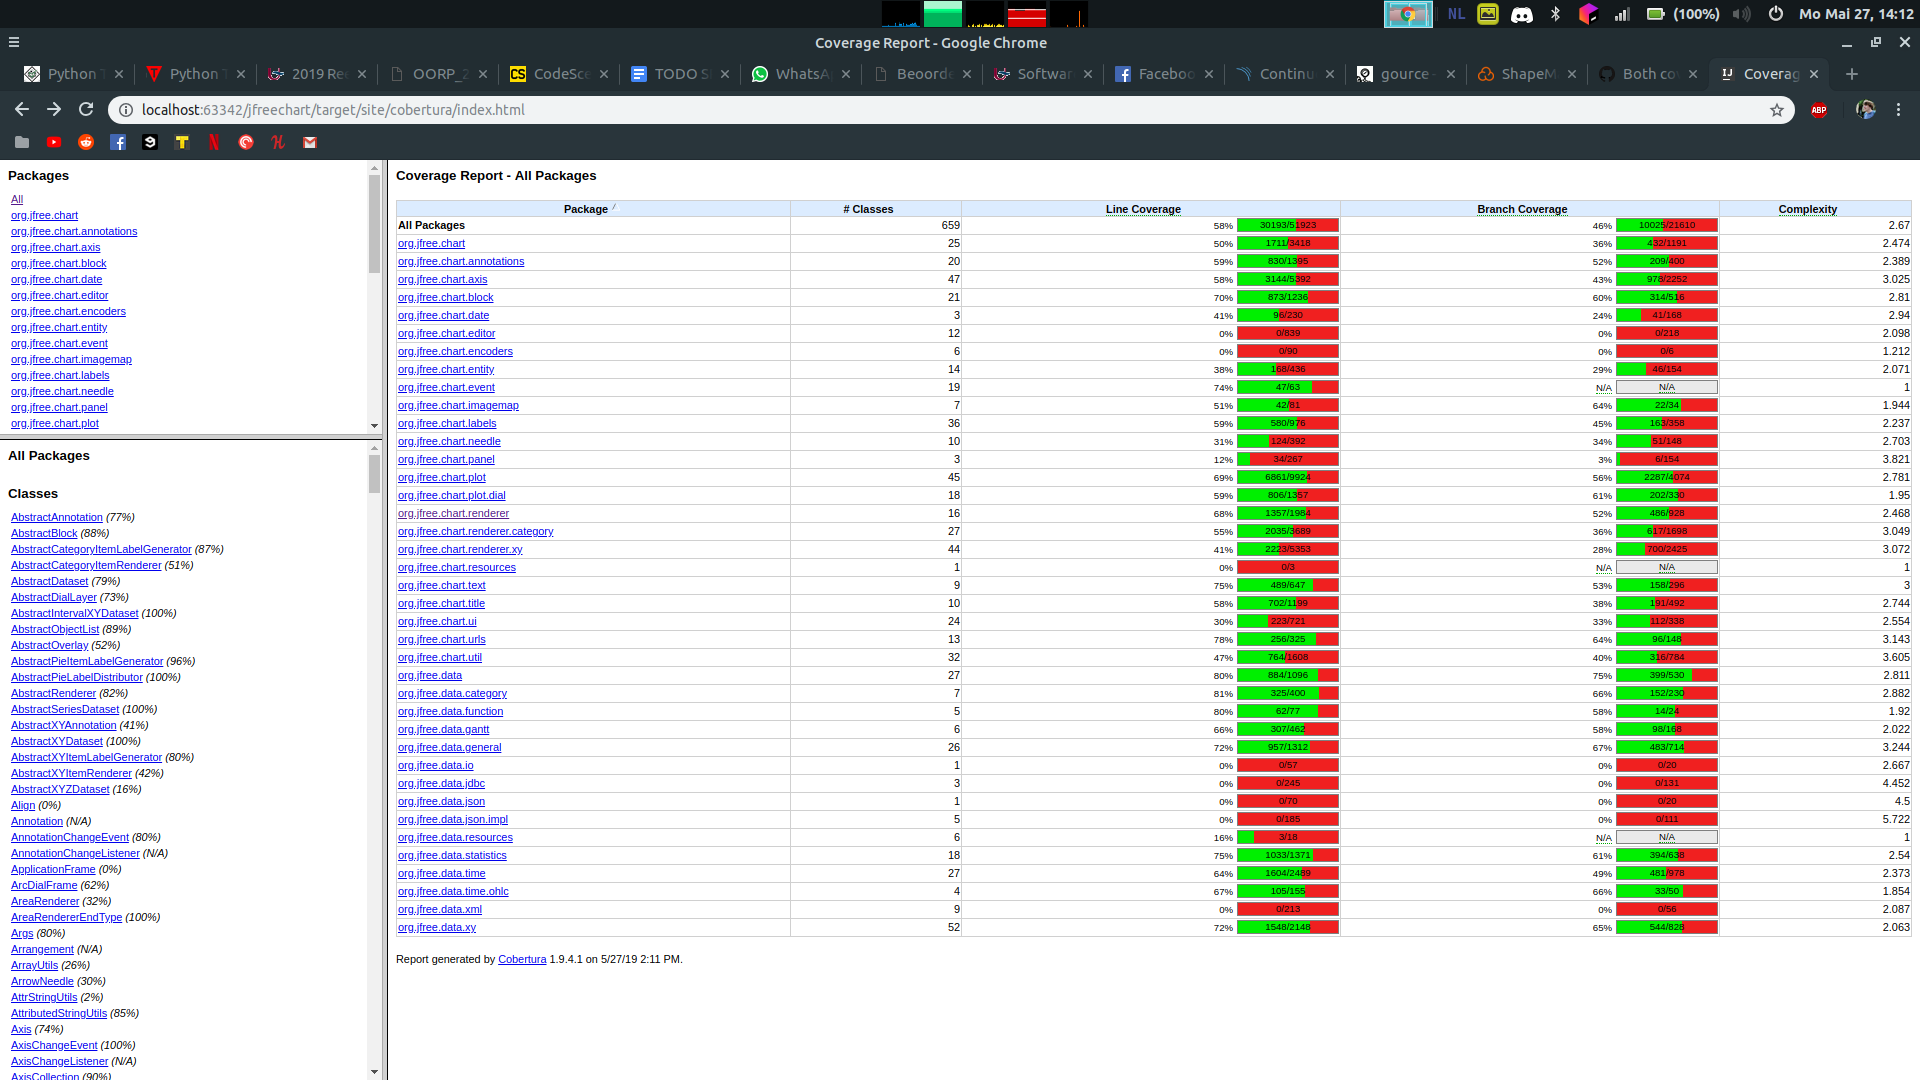 NL
(100%)
Mo Mai 27, 14:12
Coverage Report - Google Chrome
Python T
Python T
2019 Re
OORP_2
CodeSce
TODO S
WhatsA
Beoorde
Softwar
Faceboo
Continu
gource
ShapeM
Both co
Coverag
localhost:63342/jfreechart/target/site/cobertura/index.html
ABP
Packages
All
org.jfree.chart
org.jfree.chart.annotations
org.jfree.chart.axis
org.jfree.chart.block
org.jfree.chart.date
org.jfree.chart.editor
org.jfree.chart.encoders
org.jfree.chart.entity
org.jfree.chart.event
org.jfree.chart.imagemap
org.jfree.chart.labels
org.jfree.chart.needle
org.jfree.chart.panel
org.jfree.chart.plot
All Packages
Classes
AbstractAnnotation (77%)
AbstractBlock (88%)
AbstractCategoryItemLabelGenerator (87%)
AbstractCategoryItemRenderer (51%)
AbstractDataset (79%)
AbstractDialLayer (73%)
AbstractIntervalXYDataset (100%)
AbstractObjectList (89%)
AbstractOverlay (52%)
AbstractPieItemLabelGenerator (96%)
AbstractPieLabelDistributor (100%)
AbstractRenderer (82%)
AbstractSeriesDataset (100%)
AbstractXYAnnotation (41%)
AbstractXYDataset (100%)
AbstractXYItemLabelGenerator (80%)
AbstractXYItemRenderer (42%)
AbstractXYZDataset (16%)
Align (0%)
Annotation (N/A)
AnnotationChangeEvent (80%)
AnnotationChangeListener (N/A)
ApplicationFrame (0%)
ArcDialFrame (62%)
AreaRenderer (32%)
AreaRendererEndType (100%)
Args (80%)
Arrangement (N/A)
ArrayUtils (26%)
ArrowNeedle (30%)
AttrStringUtils (2%)
AttributedStringUtils (85%)
Axis (74%)
AxisChangeEvent (100%)
AxisChangeListener (N/A)
AxisCollection (90%)
Coverage Report - All Packages
Package # Classes Line Coverage Branch Coverage Complexity
All Packages 659 58% 30193/51923 46% 10025/21610 2.67
org.jfree.chart 25 50% 1711/3418 36% 432/1191 2.474
org.jfree.chart.annotations 20 59% 830/1395 52% 209/400 2.389
org.jfree.chart.axis 47 58% 3144/5392 43% 978/2252 3.025
org.jfree.chart.block 21 70% 873/1236 60% 314/516 2.81
org.jfree.chart.date 3 41% 96/230 24% 41/168 2.94
org.jfree.chart.editor 12 0% 0/839 0% 0/218 2.098
org.jfree.chart.encoders 6 0% 0/90 0% 0/6 1.212
org.jfree.chart.entity 14 38% 168/436 29% 46/154 2.071
org.jfree.chart.event 19 74% 47/63 N/A N/A 1
org.jfree.chart.imagemap 7 51% 42/81 64% 22/34 1.944
org.jfree.chart.labels 36 59% 580/976 45% 163/358 2.237
org.jfree.chart.needle 10 31% 124/392 34% 51/148 2.703
org.jfree.chart.panel 3 12% 34/267 3% 6/154 3.821
org.jfree.chart.plot 45 69% 6861/9924 56% 2287/4074 2.781
org.jfree.chart.plot.dial 18 59% 806/1357 61% 202/330 1.95
org.jfree.chart.renderer 16 68% 1357/1984 52% 486/928 2.468
org.jfree.chart.renderer.category 27 55% 2035/3689 36% 617/1698 3.049
org.jfree.chart.renderer.xy 44 41% 2223/5353 28% 700/2425 3.072
org.jfree.chart.resources 1 0% 0/3 N/A N/A 1
org.jfree.chart.text 9 75% 489/647 53% 158/296 3
org.jfree.chart.title 10 58% 702/1199 38% 191/492 2.744
org.jfree.chart.ui 24 30% 223/721 33% 112/338 2.554
org.jfree.chart.urls 13 78% 256/325 64% 96/148 3.143
org.jfree.chart.util 32 47% 764/1608 40% 316/784 3.605
org.jfree.data 27 80% 884/1096 75% 399/530 2.811
org.jfree.data.category 7 81% 325/400 66% 152/230 2.882
org.jfree.data.function 5 80% 62/77 58% 14/24 1.92
org.jfree.data.gantt 6 66% 307/462 58% 98/168 2.022
org.jfree.data.general 26 72% 957/1312 67% 483/714 3.244
org.jfree.data.io 1 0% 0/57 0% 0/20 2.667
org.jfree.data.jdbc 3 0% 0/245 0% 0/131 4.452
org.jfree.data.json 1 0% 0/70 0% 0/20 4.5
org.jfree.data.json.impl 5 0% 0/185 0% 0/111 5.722
org.jfree.data.resources 6 16% 3/18 N/A N/A 1
org.jfree.data.statistics 18 75% 1033/1371 61% 394/638 2.54
org.jfree.data.time 27 64% 1604/2489 49% 481/978 2.373
org.jfree.data.time.ohlc 4 67% 105/155 66% 33/50 1.854
org.jfree.data.xml 9 0% 0/213 0% 0/56 2.087
org.jfree.data.xy 52 72% 1548/2148 65% 544/828 2.063
Report generated by Cobertura 1.9.4.1 on 5/27/19 2:11 PM.